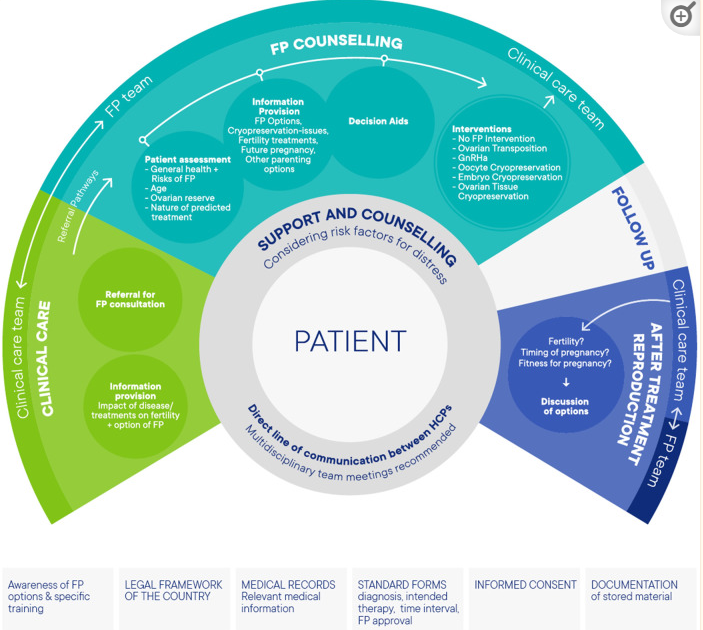 FP COUNSELLING
FP team
Clinical care team
Referral Pathways
Patient assessment
- General health +
Risks of FP
- Age
- Ovarian reserve
- Nature of predicted
treatment
Information
Provision
FP Options,
Cryopreservation-issues,
Fertility treatments,
Future pregnancy,
Other parenting
options
Decision Aids
Interventions
- No FP Intervention
- Ovarian Transposition
- GnRHa
- Oocyte Cryopreservation
- Embryo Cryopreservation
- Ovarian Tissue
Cryopreservation
Clinical care team
CLINICAL CARE
Referral for
FP consultation
Information
provision
Impact of disease/
treatments on fertility
+ option of FP
SUPPORT AND COUNSELLING
Considering risk factors for distress
PATIENT
Direct line of communication between HCPs
Multidisciplinary team meetings recommended
FOLLOW UP
Clinical care team
FP team
AFTER TREATMENT
REPRODUCTION
Fertility?
Timing of pregnancy?
Fitness for pregnancy?
Discussion
of options
Awareness of FP
options & specific
training
LEGAL FRAMEWORK
OF THE COUNTRY
MEDICAL RECORDS
Relevant medical
information
STANDARD FORMS
diagnosis, intended
therapy, time interval,
FP approval
INFORMED CONSENT
DOCUMENTATION
of stored material